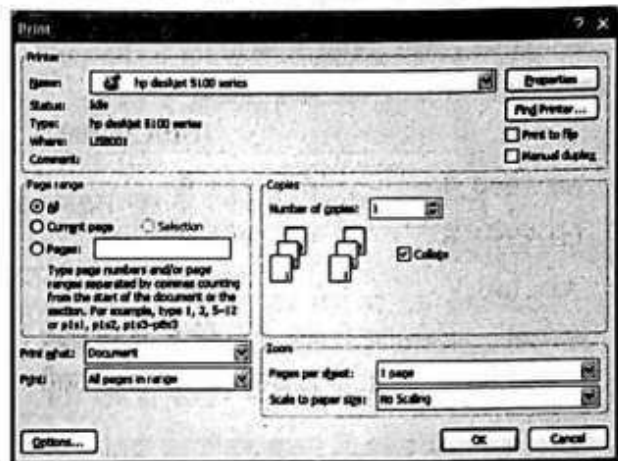 Print
Printer
Name: hp deskjet 5100 series
Properties
Status: Idle
Find Printer...
Type: hp deskjet 5100 series
Where: USB001
Print to file
Comment:
Manual duplex
Page range
All
Current page Selection
Pages:
Type page numbers and/or page
ranges separated by commas counting
from the start of the document or the
section. For example, type 1, 3, 5-12
or p1s1, p1s2, p1s3-p8s3
Copies
Number of copies: 1
Collate
Print what: Document
Print: All pages in range
Zoom
Pages per sheet: 1 page
Scale to paper size: No Scaling
Options...
OK Cancel